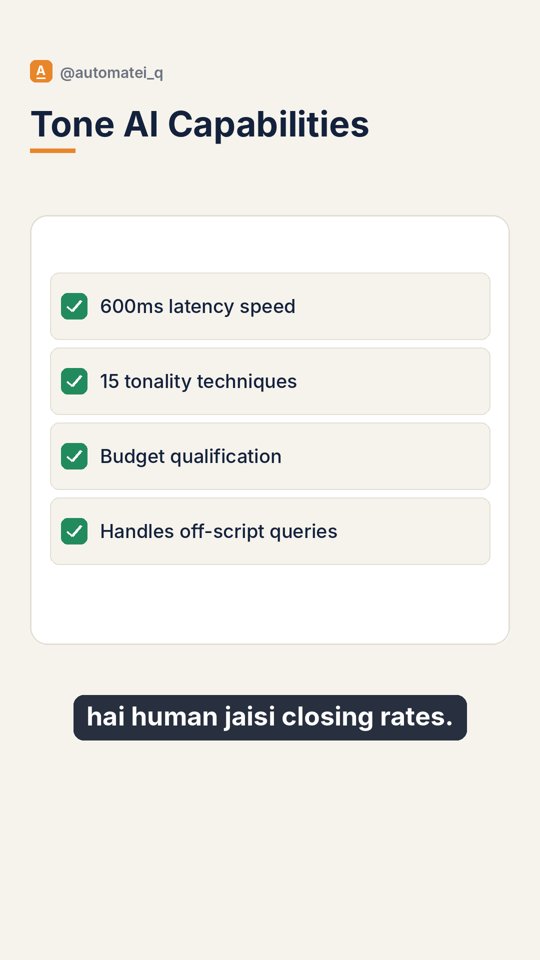 A
@automatei_q
Tone AI Capabilities
600ms latency speed
15 tonality techniques
Budget qualification
Handles off-script queries
hai human jaisi closing rates.